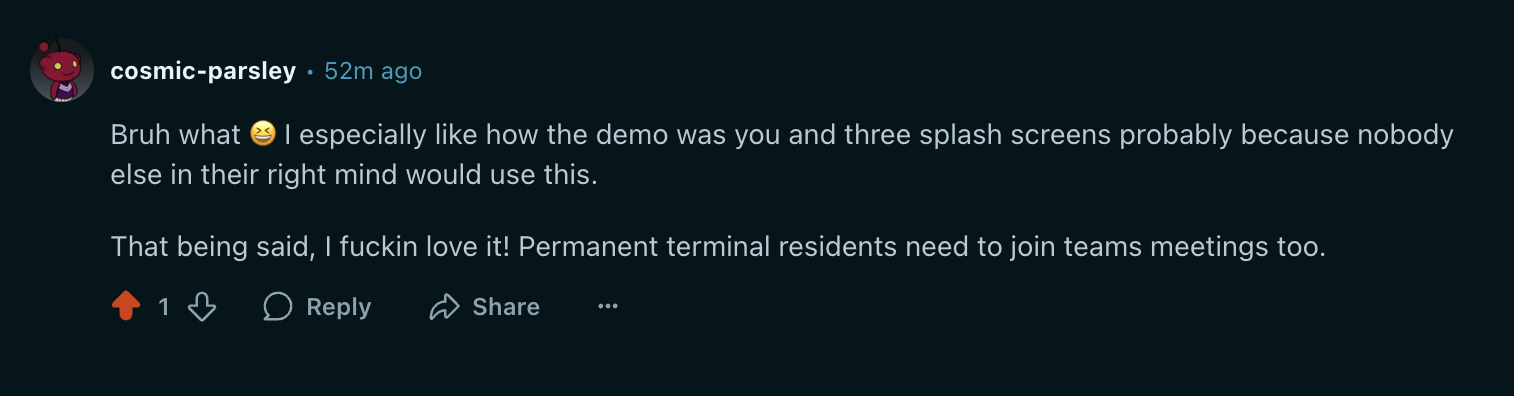 cosmic-parsley • 52m ago
Bruh what 😆 I especially like how the demo was you and three splash screens probably because nobody
else in their right mind would use this.
That being said, I fuckin love it! Permanent terminal residents need to join teams meetings too.
1 Reply Share ...